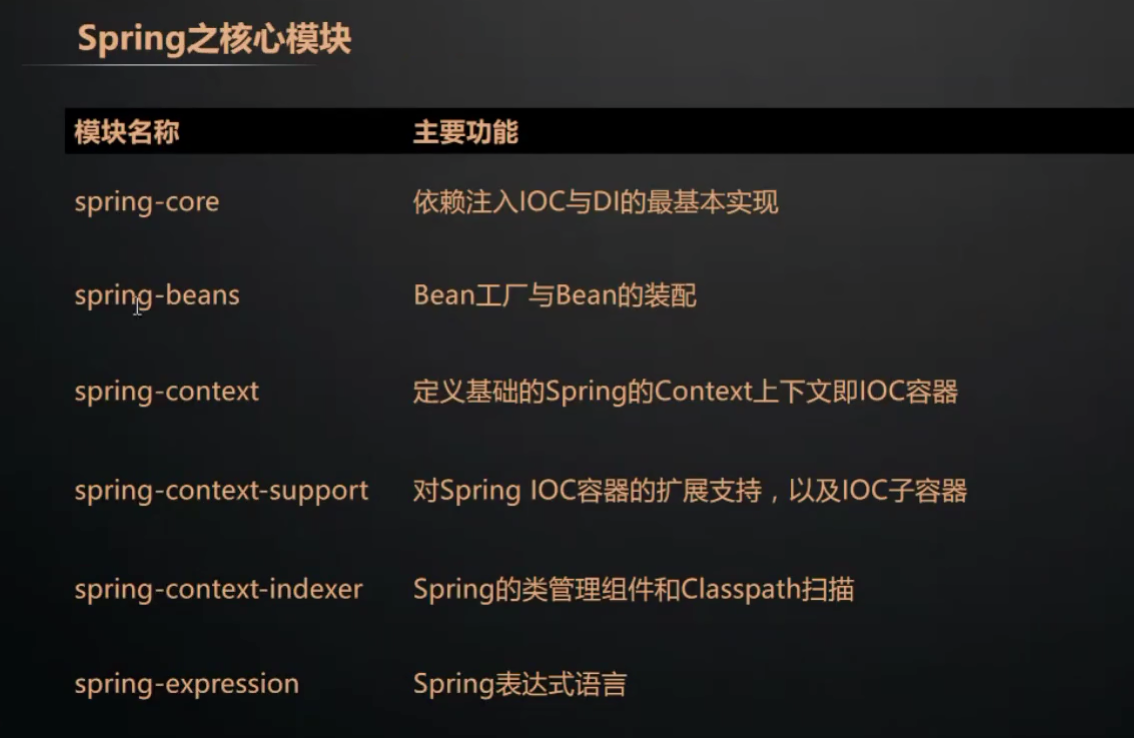 Spring之核心模块
模块名称 主要功能
spring-core 依赖注入IOC与DI的最基本实现
spring-beans Bean工厂与Bean的装配
spring-context 定义基础的Spring的Context上下文即IOC容器
spring-context-support 对Spring IOC容器的扩展支持，以及IOC子容器
spring-context-indexer Spring的类管理组件和Classpath扫描
spring-expression Spring表达式语言